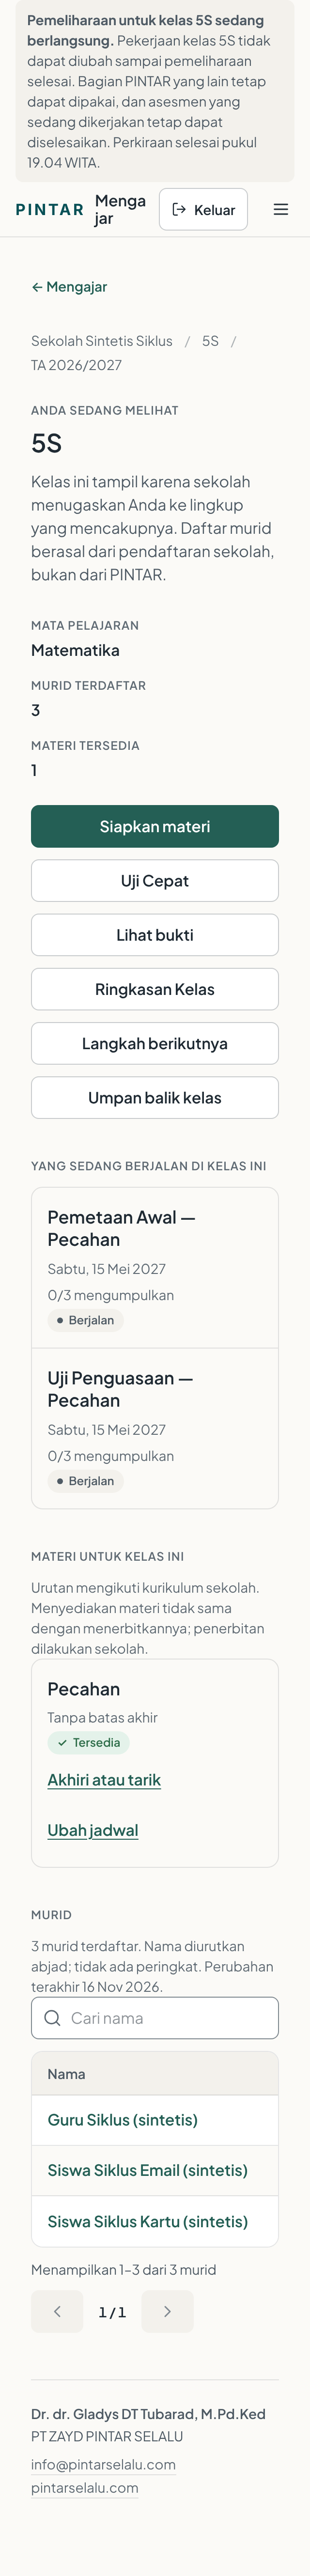 Pemeliharaan untuk kelas 5S sedang
berlangsung. Pekerjaan kelas 5S tidak
dapat diubah sampai pemeliharaan
selesai. Bagian PINTAR yang lain tetap
dapat dipakai, dan asesmen yang
sedang dikerjakan tetap dapat
diselesaikan. Perkiraan selesai pukul
19.04 WITA.
PINTAR
Menga
jar
Keluar
← Mengajar
Sekolah Sintetis Siklus / 5S /
TA 2026/2027
ANDA SEDANG MELIHAT
5S
Kelas ini tampil karena sekolah
menugaskan Anda ke lingkup
yang mencakupnya. Daftar murid
berasal dari pendaftaran sekolah,
bukan dari PINTAR.
MATA PELAJARAN
Matematika
MURID TERDAFTAR
3
MATERI TERSEDIA
1
Siapkan materi
Uji Cepat
Lihat bukti
Ringkasan Kelas
Langkah berikutnya
Umpan balik kelas
YANG SEDANG BERJALAN DI KELAS INI
Pemetaan Awal —
Pecahan
Sabtu, 15 Mei 2027
0/3 mengumpulkan
Berjalan
Uji Penguasaan —
Pecahan
Sabtu, 15 Mei 2027
0/3 mengumpulkan
Berjalan
MATERI UNTUK KELAS INI
Urutan mengikuti kurikulum sekolah.
Menyediakan materi tidak sama
dengan menerbitkannya; penerbitan
dilakukan sekolah.
Pecahan
Tanpa batas akhir
Tersedia
Akhiri atau tarik
Ubah jadwal
MURID
3 murid terdaftar. Nama diurutkan
abjad; tidak ada peringkat. Perubahan
terakhir 16 Nov 2026.
Cari nama
Nama
Guru Siklus (sintetis)
Siswa Siklus Email (sintetis)
Siswa Siklus Kartu (sintetis)
Menampilkan 1–3 dari 3 murid
1 / 1
Dr. dr. Gladys DT Tubarad, M.Pd.Ked
PT ZAYD PINTAR SELALU
info@pintarselalu.com
pintarselalu.com